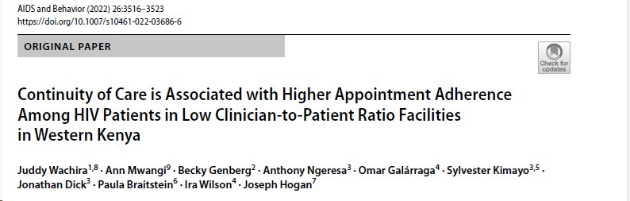 AIDS and Behavior (2022) 26:3516–3523
https://doi.org/10.1007/s10461-022-03686-6
ORIGINAL PAPER
Check for
updates
Continuity of Care is Associated with Higher Appointment Adherence
Among HIV Patients in Low Clinician-to-Patient Ratio Facilities
in Western Kenya
Juddy Wachira1,8 · Ann Mwangi9 · Becky Genberg2 · Anthony Ngeresa3 · Omar Galárraga4 · Sylvester Kimayo3,5 ·
Jonathan Dick3 · Paula Braitstein6 · Ira Wilson4 · Joseph Hogan7